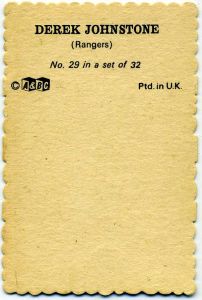 DEREK JOHNSTONE
(Rangers)
No. 29 in a set of 32
© A&BC Ptd. in U.K.